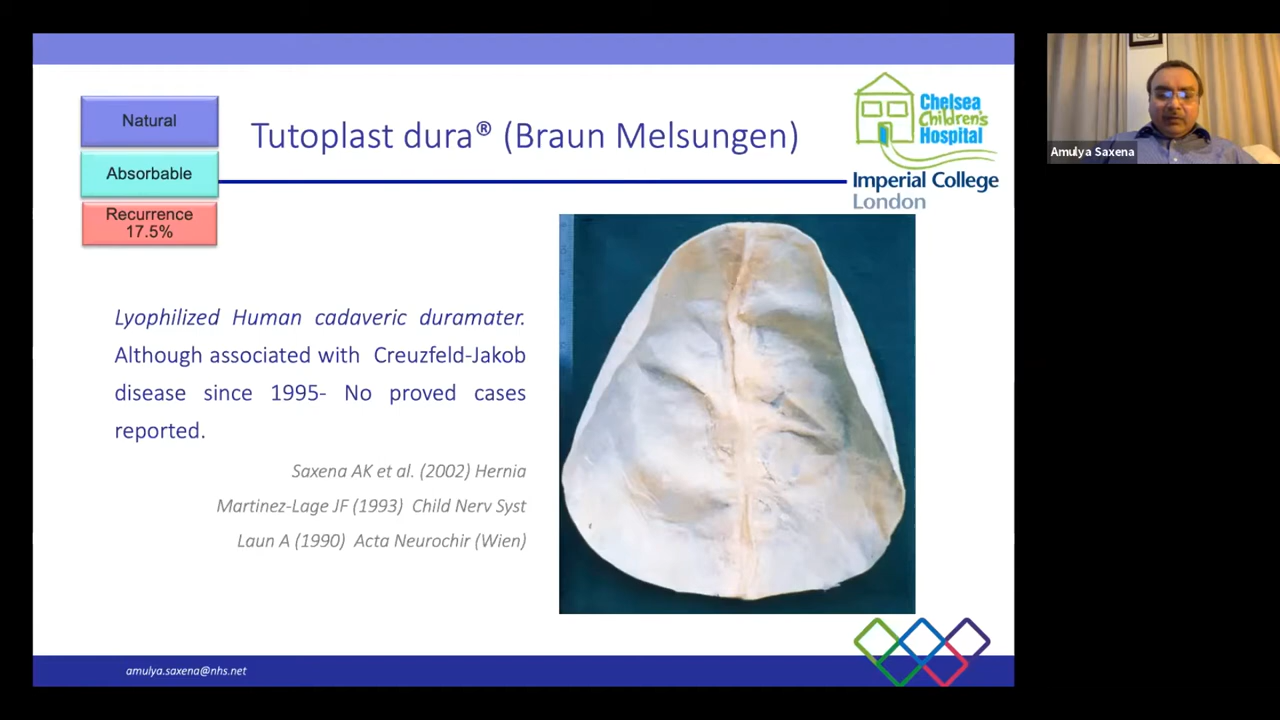 Natural
Absorbable
Recurrence
17.5%
Tutoplast dura® (Braun Melsungen)
Chelsea
Children's
Hospital
Imperial College
London
Lyophilized Human cadaveric duramater.
Although associated with Creuzfeld-Jakob
disease since 1995- No proved cases
reported.
Saxena AK et al. (2002) Hernia
Martinez-Lage JF (1993) Child Nerv Syst
Laun A (1990) Acta Neurochir (Wien)
amulya.saxena@nhs.net
Amulya Saxena